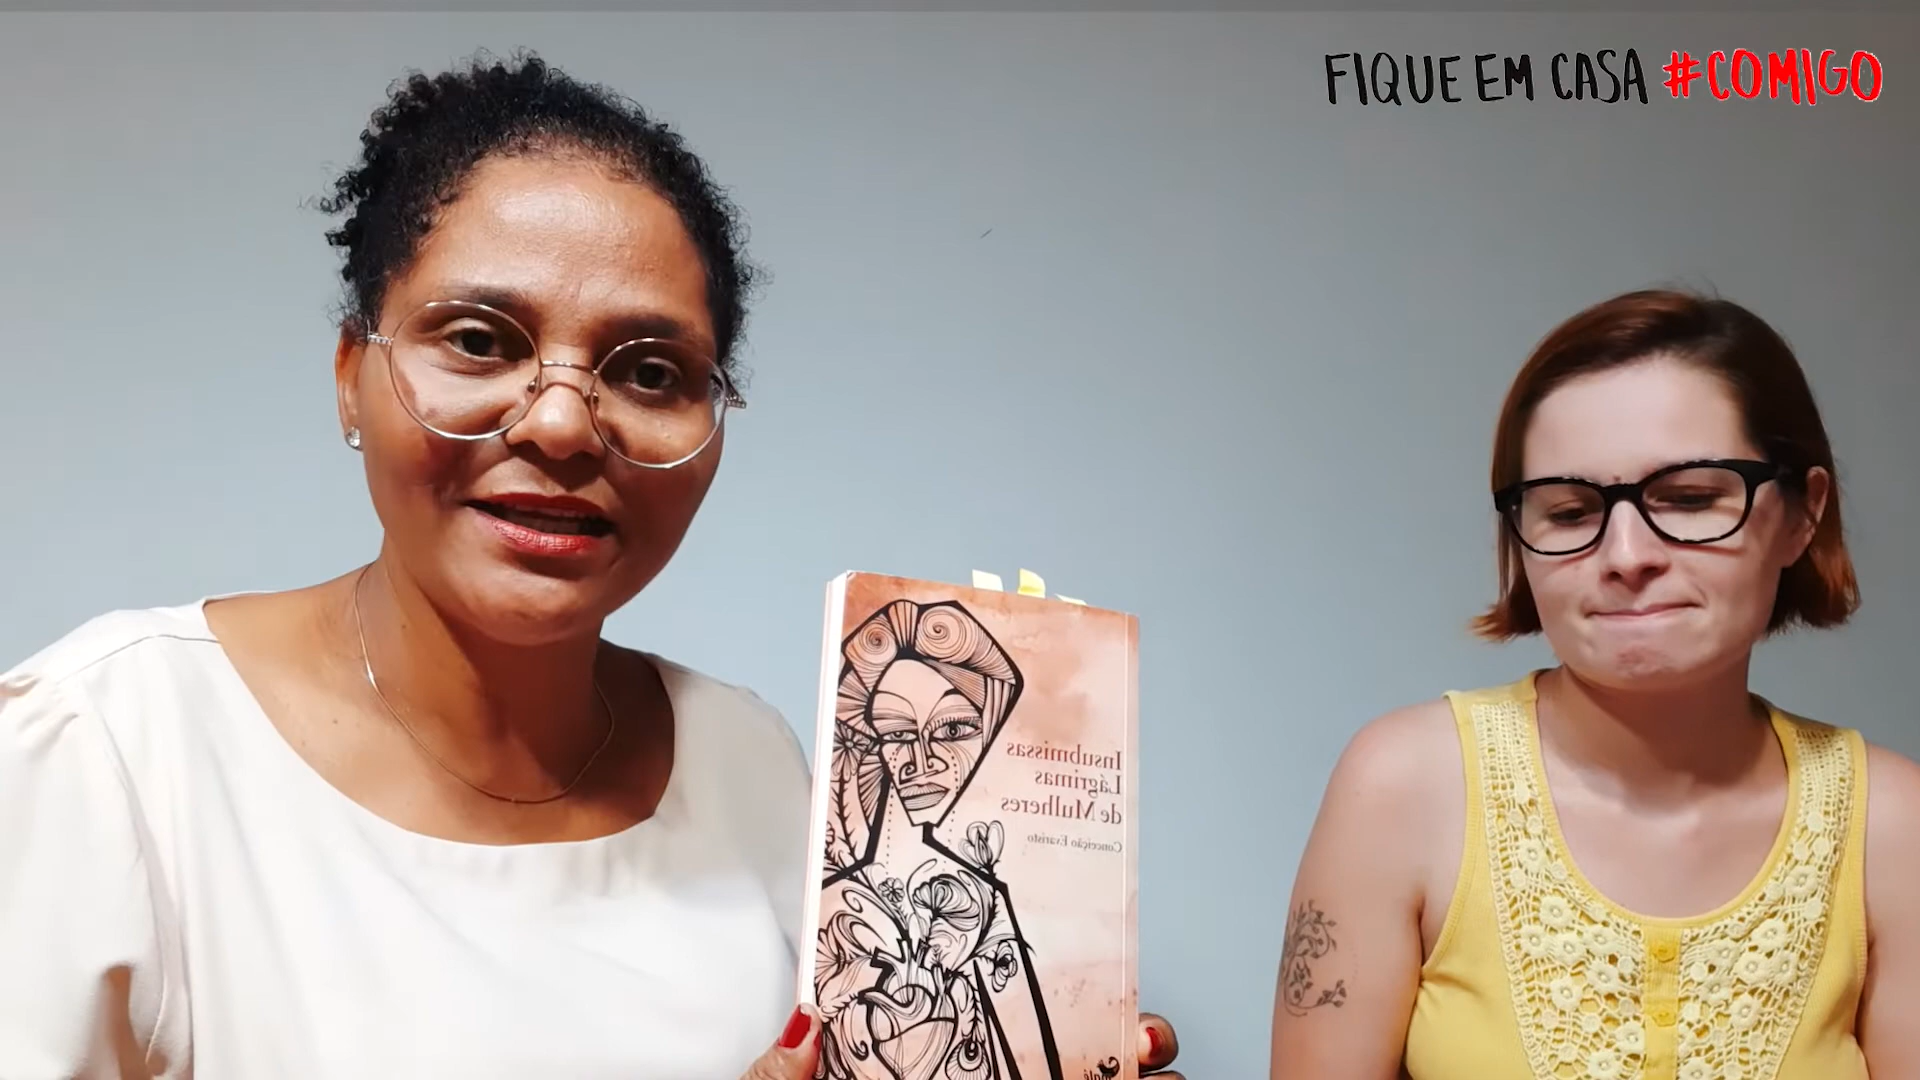 FIQUE EM CASA #COMIGO
Insubmissas
Lágrimas
de Mulheres
Conceição Evaristo